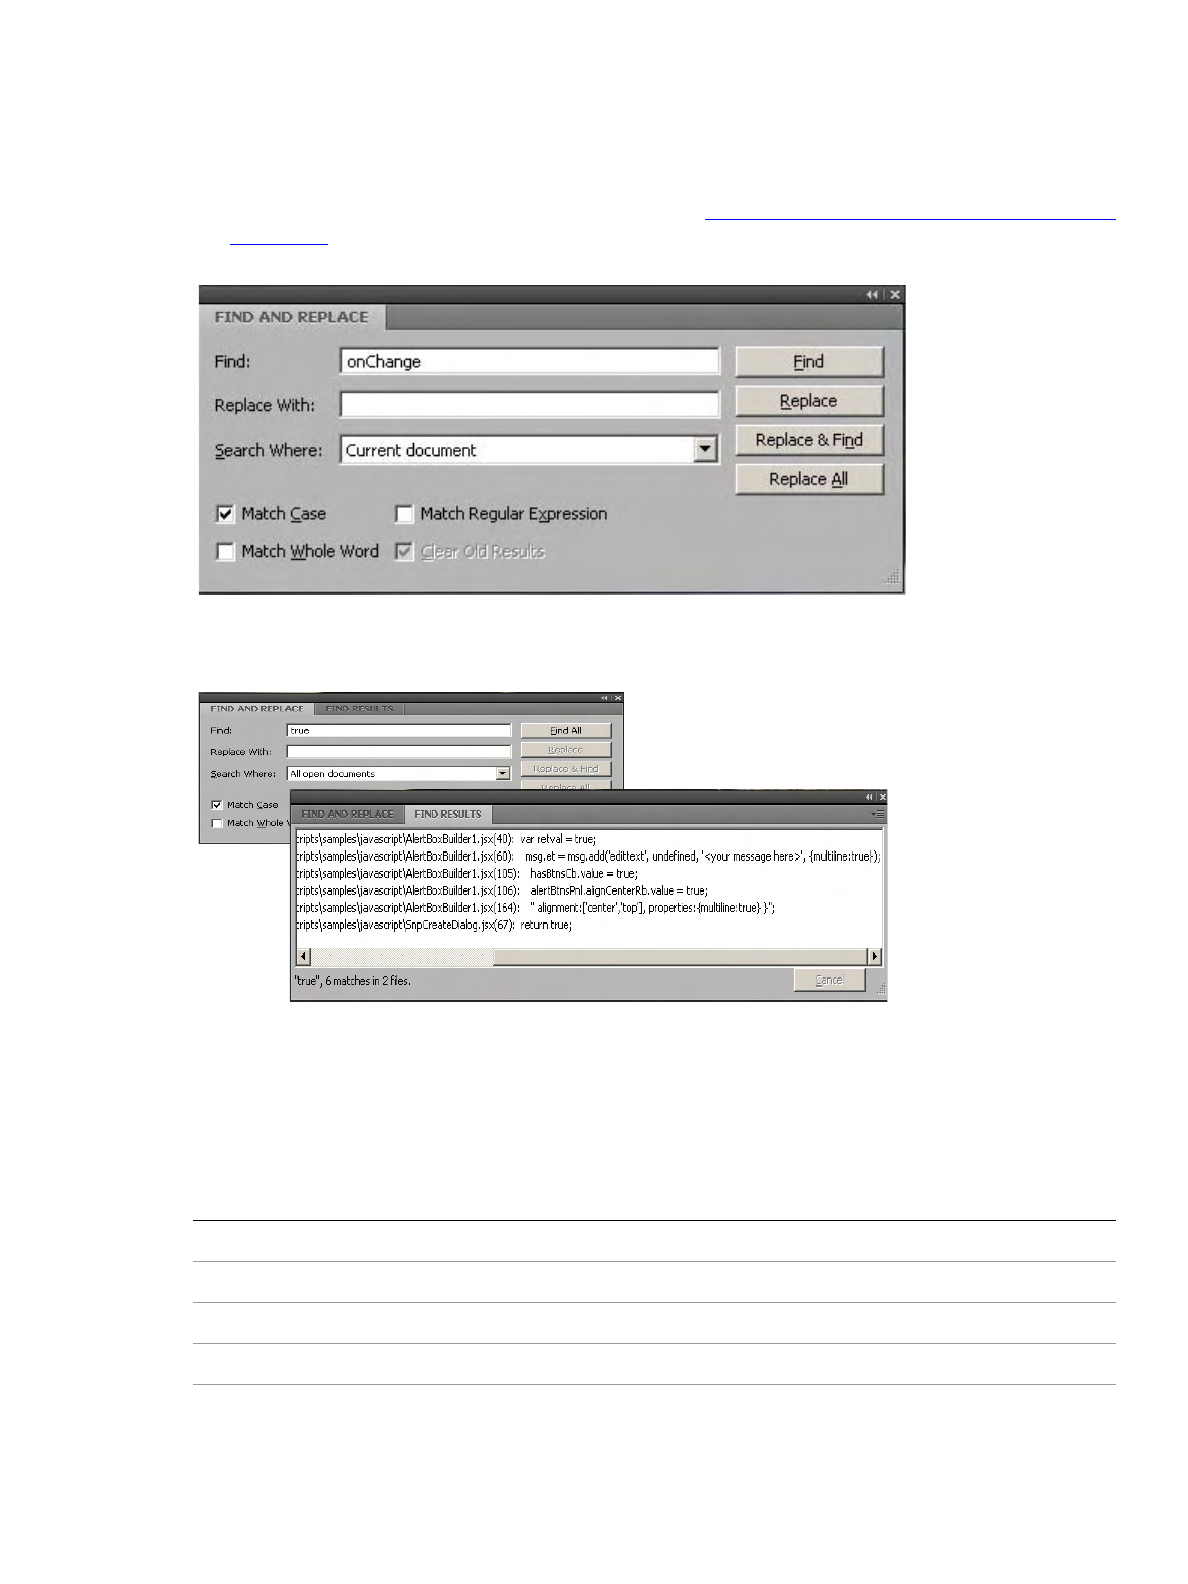 FIND AND REPLACE
Find: onChange Find
Replace With: Replace
Search Where: Current document Replace & Find
Replace All
Match Case Match Regular Expression
Match Whole Word Clear Old Results
FIND AND REPLACE FIND RESULTS
Find: true Find All
Replace With: Replace
Search Where: All open documents Replace & Find
Replace All
Match Case
Match Whole
FIND AND REPLACE FIND RESULTS
cripts\samples\javascript\AlertBoxBuilder1.jsx(40): var retval = true;
cripts\samples\javascript\AlertBoxBuilder1.jsx(60): msg.et = msg.add('edittext', undefined, '<your message here>', {multiline:true});
cripts\samples\javascript\AlertBoxBuilder1.jsx(105): hasBtnsCb.value = true;
cripts\samples\javascript\AlertBoxBuilder1.jsx(106): alertBtnsPnl.alignCenterRb.value = true;
cripts\samples\javascript\AlertBoxBuilder1.jsx(164): " alignment:['center','top'], properties:{multiline:true} }";
cripts\samples\javascript\SnpCreateDialog.jsx(67): return true;
"true", 6 matches in 2 files.
Cancel